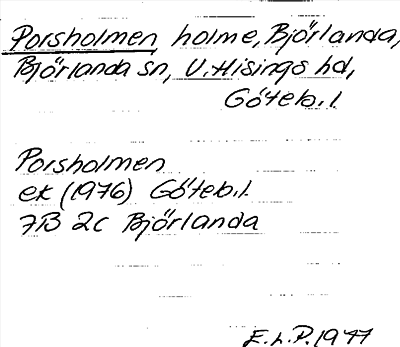 Porsholmen, holme, Björlanda,
Björlanda sn, V. Hisings hd,
Göteb.l.
Porsholmen
ek (1976) Göteb.l.
7B 2c Björlanda
E.L.P. 1977